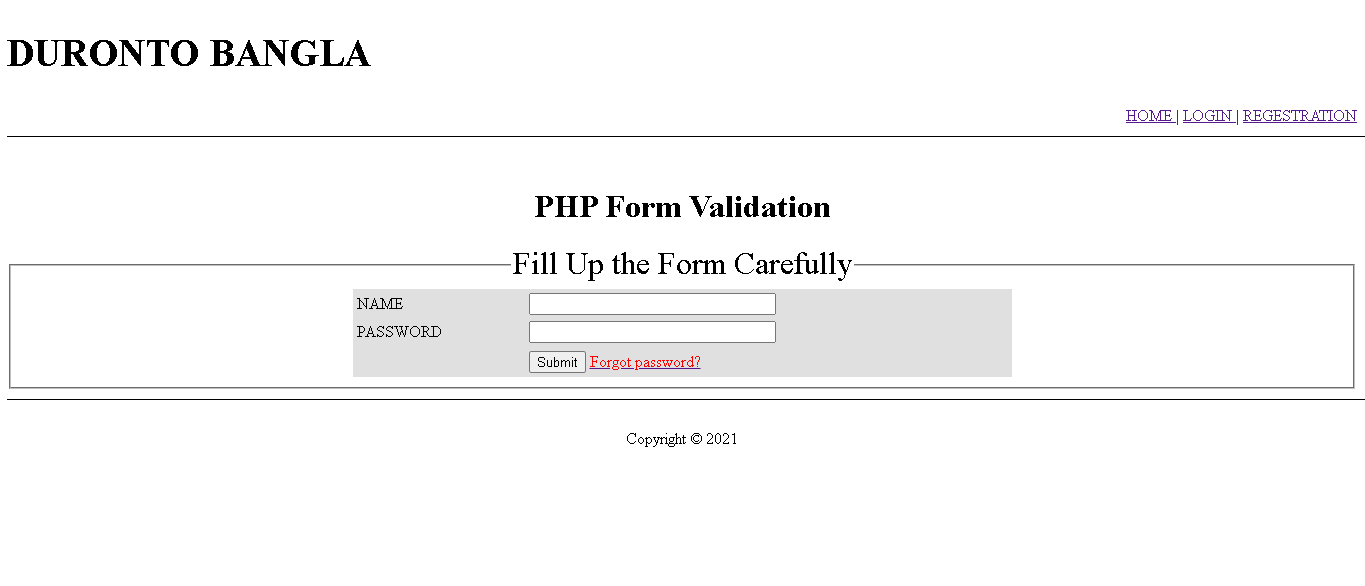 DURONTO BANGLA
HOME | LOGIN | REGESTRATION
PHP Form Validation
Fill Up the Form Carefully
NAME
PASSWORD
Submit Forgot password?
Copyright © 2021